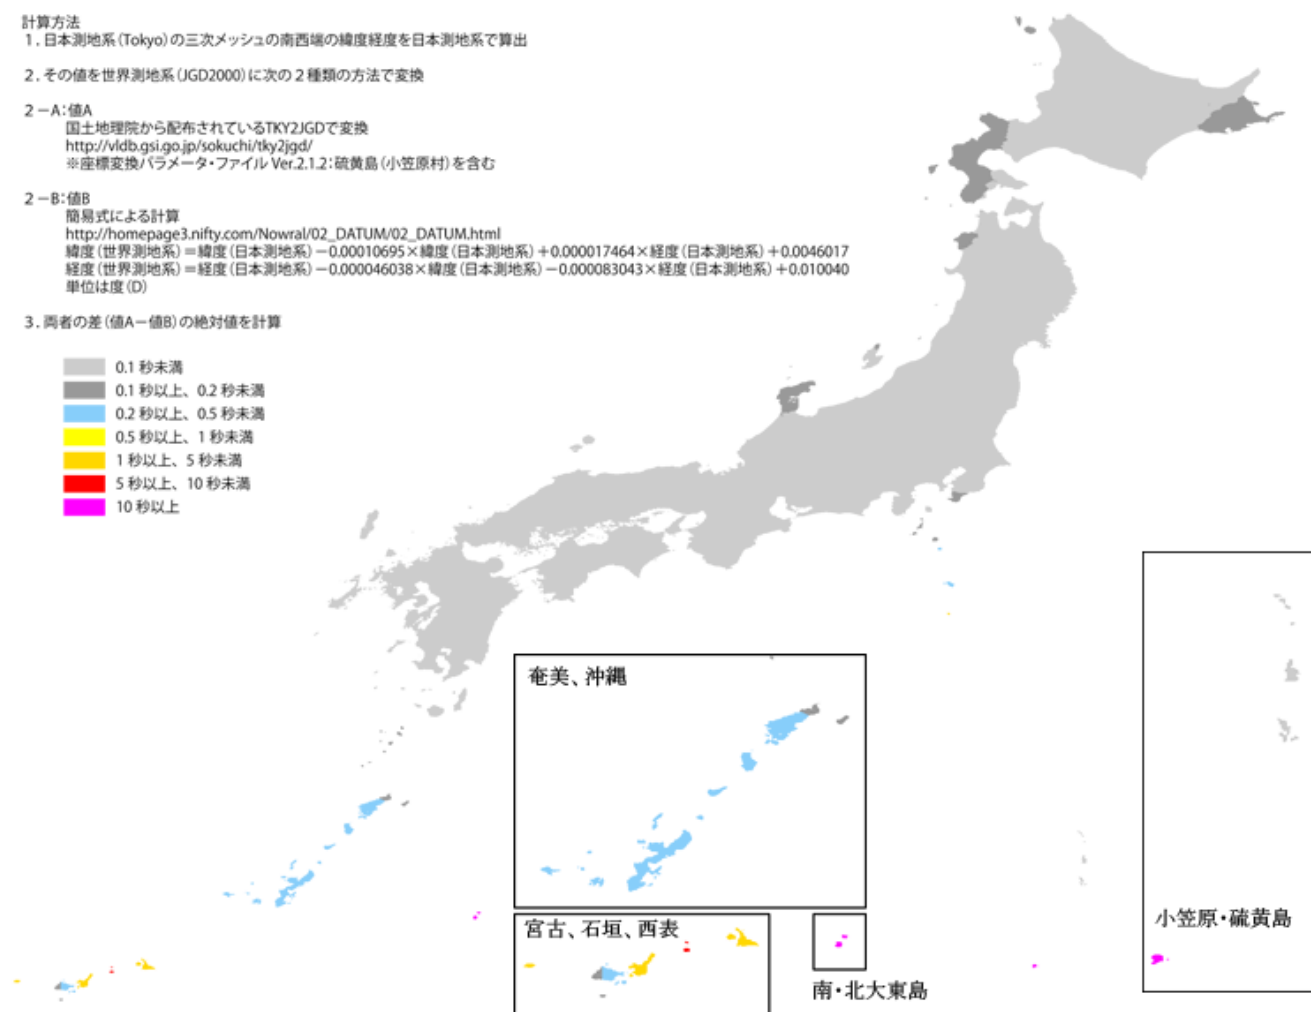 計算方法
1. 日本測地系(Tokyo)の三次メッシュの南西端の緯度経度を日本測地系で算出
2. その値を世界測地系(JGD2000)に次の2種類の方法で変換
2-A:値A
国土地理院から配布されているTKY2JGDで変換
http://vldb.gsi.go.jp/sokuchi/tky2jgd/
※座標変換パラメータ・ファイル Ver.2.1.2:硫黄島(小笠原村)を含む
2-B:値B
簡易式による計算
http://homepage3.nifty.com/Nowral/02_DATUM/02_DATUM.html
緯度(世界測地系)=緯度(日本測地系)-0.00010695×緯度(日本測地系)+0.000017464×経度(日本測地系)+0.0046017
経度(世界測地系)=経度(日本測地系)-0.000046038×緯度(日本測地系)-0.000083043×経度(日本測地系)+0.010040
単位は度(D)
3. 両者の差(値A-値B)の絶対値を計算
0.1 秒未満
0.1 秒以上、0.2 秒未満
0.2 秒以上、0.5 秒未満
0.5 秒以上、1 秒未満
1 秒以上、5 秒未満
5 秒以上、10 秒未満
10 秒以上
奄美、沖縄
宮古、石垣、西表
南・北大東島
小笠原・硫黄島